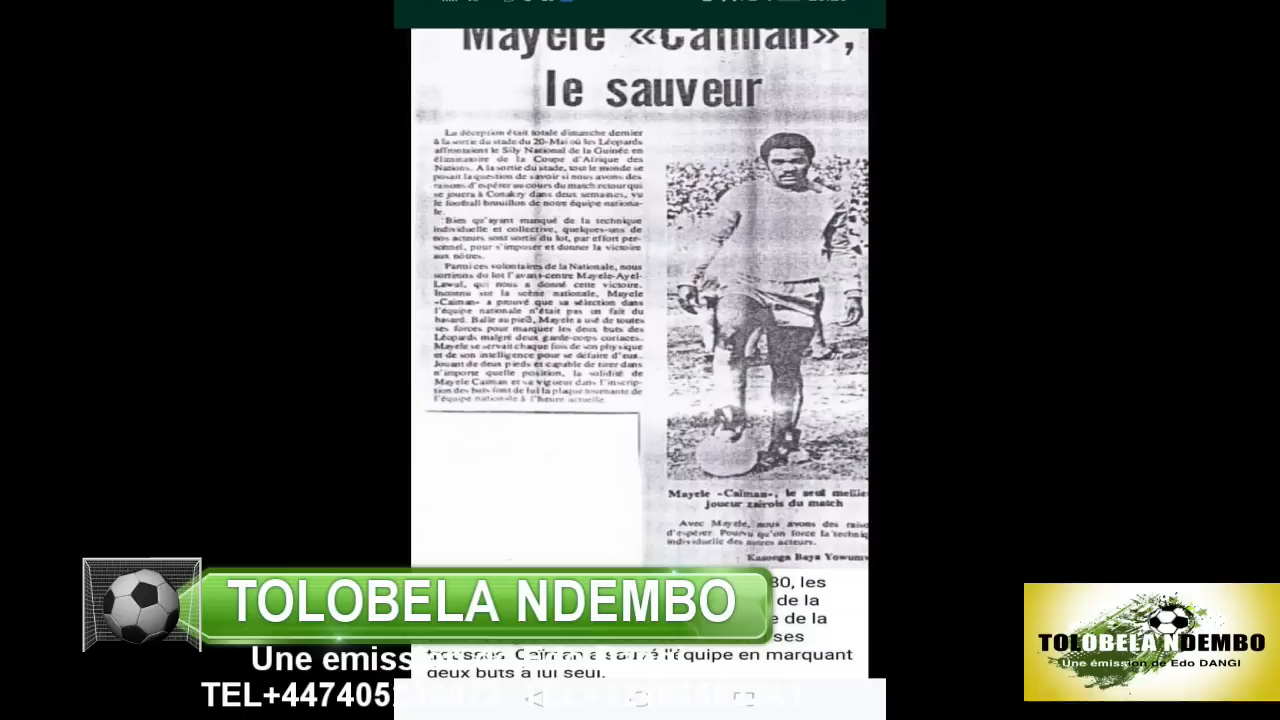 Mayele «Caïman»,
le sauveur
La déception était totale dimanche dernier
à la sortie du stade du 20-Mai où les Léopards
affrontaient le Sily National de la Guinée en
éliminatoire de la Coupe d'Afrique des
Nations. A la sortie du stade, tout le monde se
posait la question de savoir si nous avons des
raisons d'espérer au cours du match retour qui
se jouera à Conakry dans deux semaines, vu
le football brouillon de notre équipe nationa-
le.
Bien qu'ayant manqué de la technique
individuelle et collective, quelques-uns de
nos acteurs sont sortis du lot, par effort per-
sonnel, pour s'imposer et donner la victoire
aux nôtres.
Parmi ces volontaires de la Nationale, nous
sortirons du lot l'avant-centre Mayele-Ayel-
Lawal, qui nous a donné cette victoire.
Inconnu sur la scène nationale, Mayele
«Caïman» a prouvé que sa sélection dans
l'équipe nationale n'était pas un fait du
hasard. Balle au pied, Mayele a usé de toutes
ses forces pour marquer les deux buts des
Léopards malgré deux garde-corps coriaces.
Mayele se servait chaque fois de son physique
et de son intelligence pour se défaire d'eux.
Jouant de deux pieds et capable de tirer dans
n'importe quelle position, la solidité de
Mayele Caïman et sa vigueur dans l'inscrip-
tion des buts font de lui la plaque tournante de
l'équipe nationale à l'heure actuelle.
Mayele «Caïman», le seul meille
joueur zaïrois du match
Avec Mayele, nous avons des raiso
d'espérer. Pourvu qu'on force la techniq
individuelle des autres acteurs.
Kasonga Baya Yowumv
80, les
de la
e de la
ses
Caïman a sauvé l'équipe en marquant
deux buts à lui seul.
TOLOBELA NDEMBO
Une emiss
TEL+447405
TOLOBELA NDEMBO
Une émission de Edo DANGI